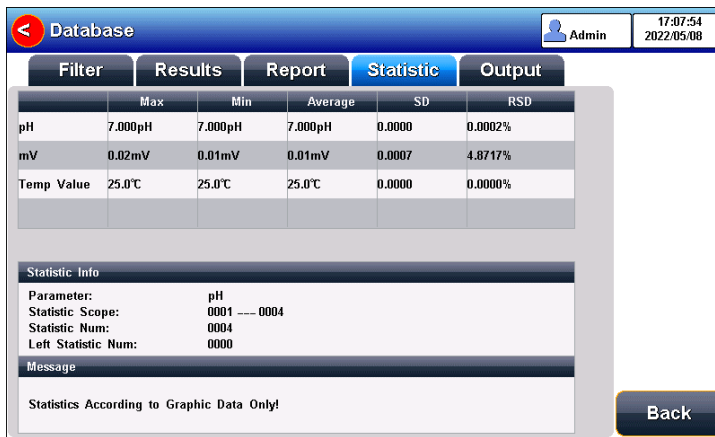 < Database
Admin
17:07:54
2022/05/08
Filter Results Report Statistic Output
Max Min Average SD RSD
pH 7.000pH 7.000pH 7.000pH 0.0000 0.0002%
mV 0.02mV 0.01mV 0.01mV 0.0007 4.8717%
Temp Value 25.0℃ 25.0℃ 25.0℃ 0.0000 0.0000%
Statistic Info
Parameter: pH
Statistic Scope: 0001 --- 0004
Statistic Num: 0004
Left Statistic Num: 0000
Message
Statistics According to Graphic Data Only!
Back